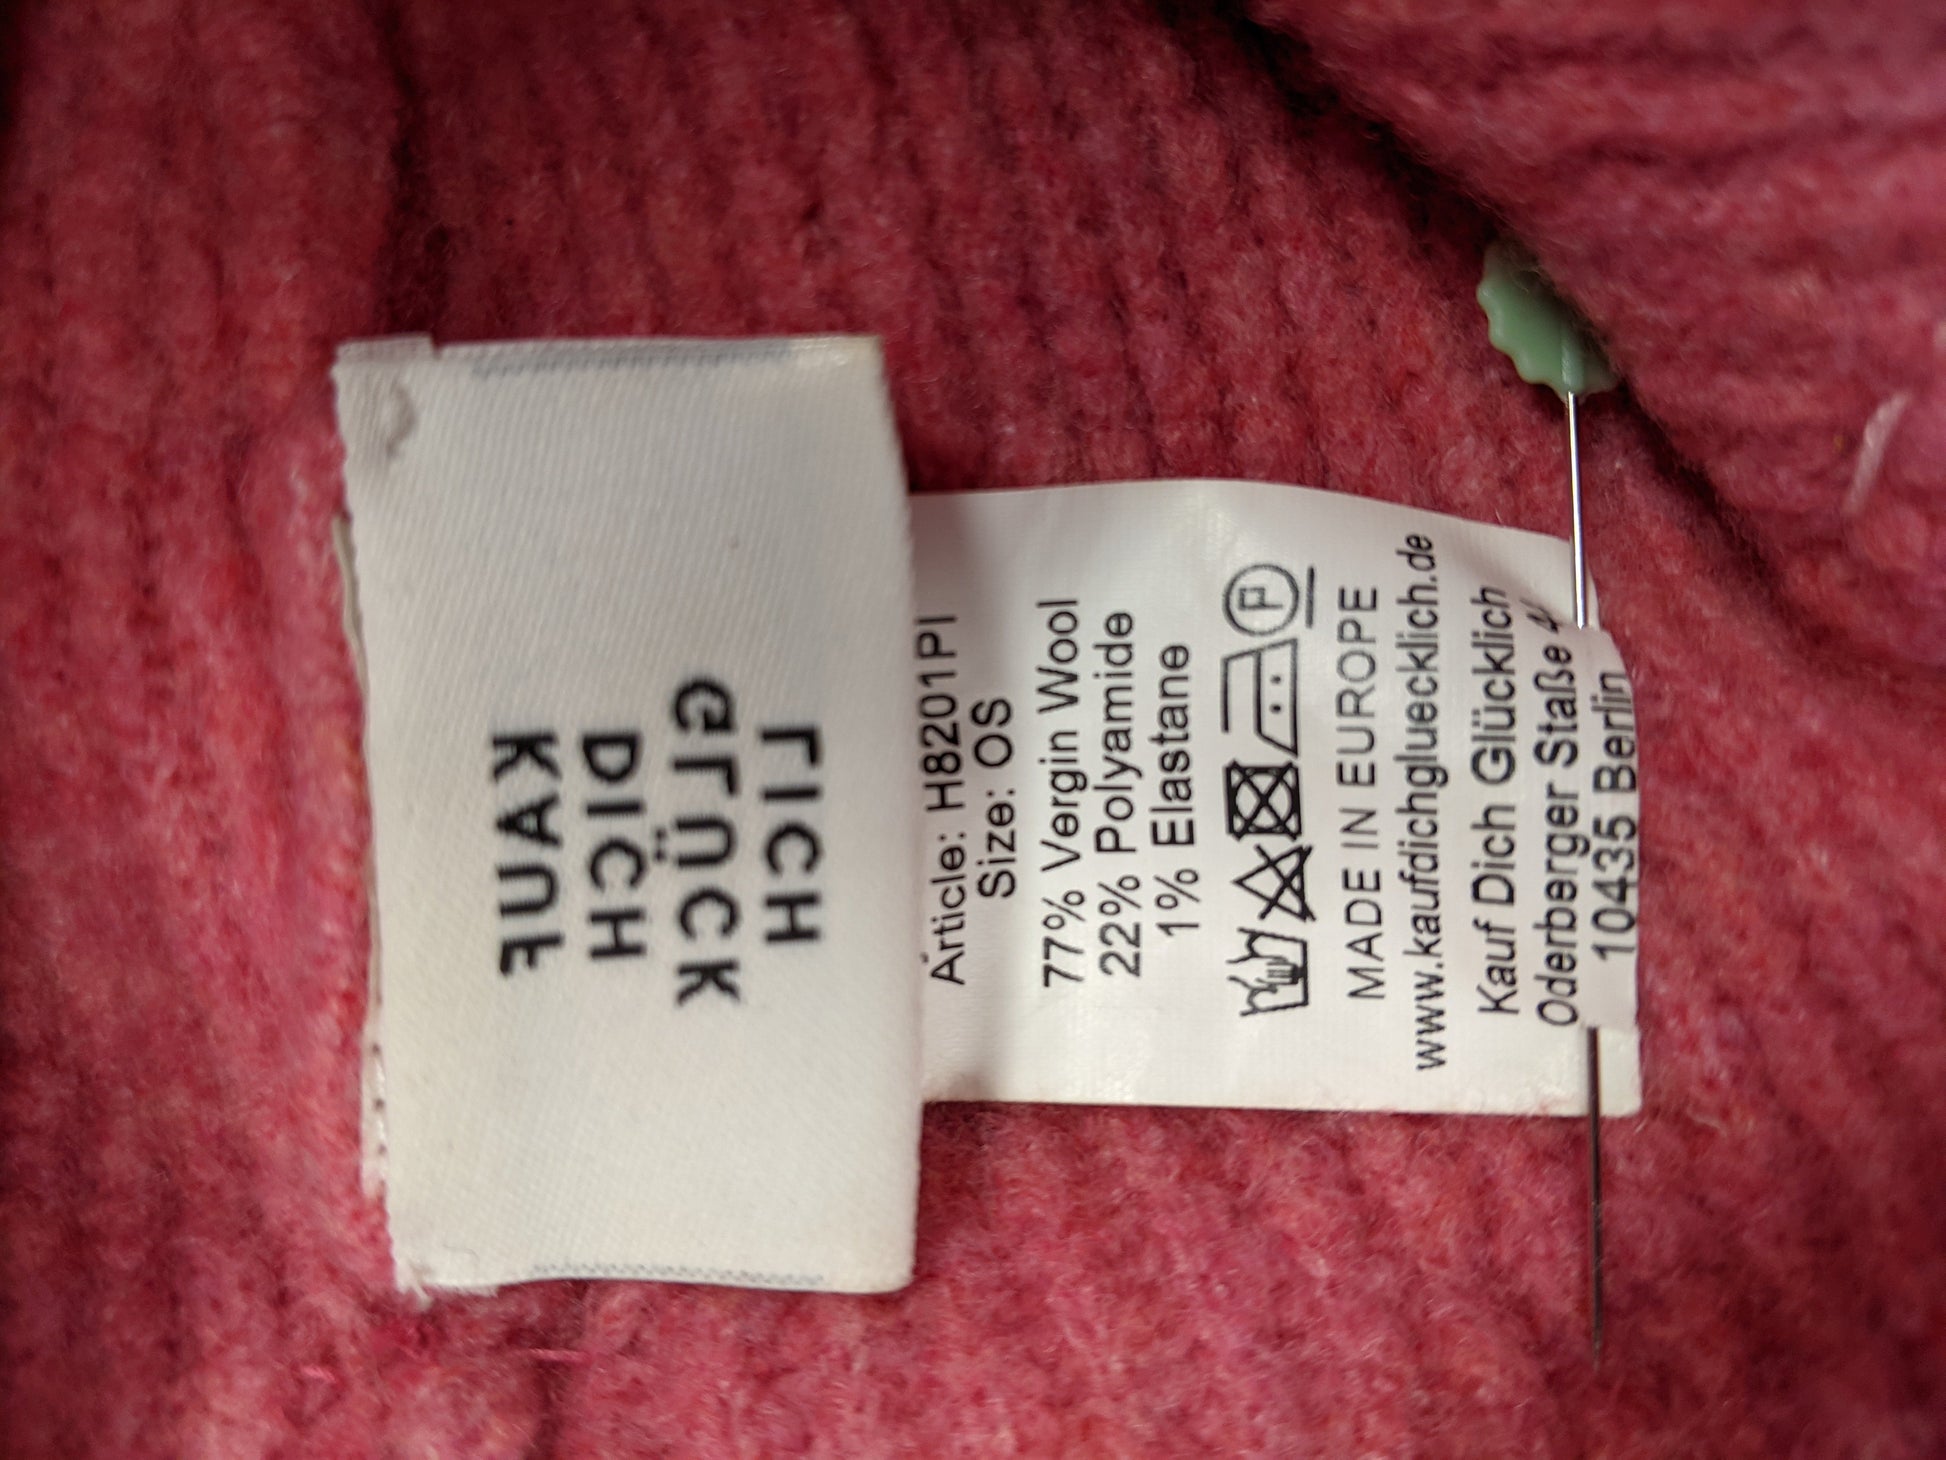 KAUF
DICH
GLÜCK
LICH
Article: H8201PI
Size: OS
77% Vergin Wool
22% Polyamide
1% Elastane
P
MADE IN EUROPE
www.kaufdichgluecklich.de
Kauf Dich Glücklich
Oderberger Staße
10435 Berlin